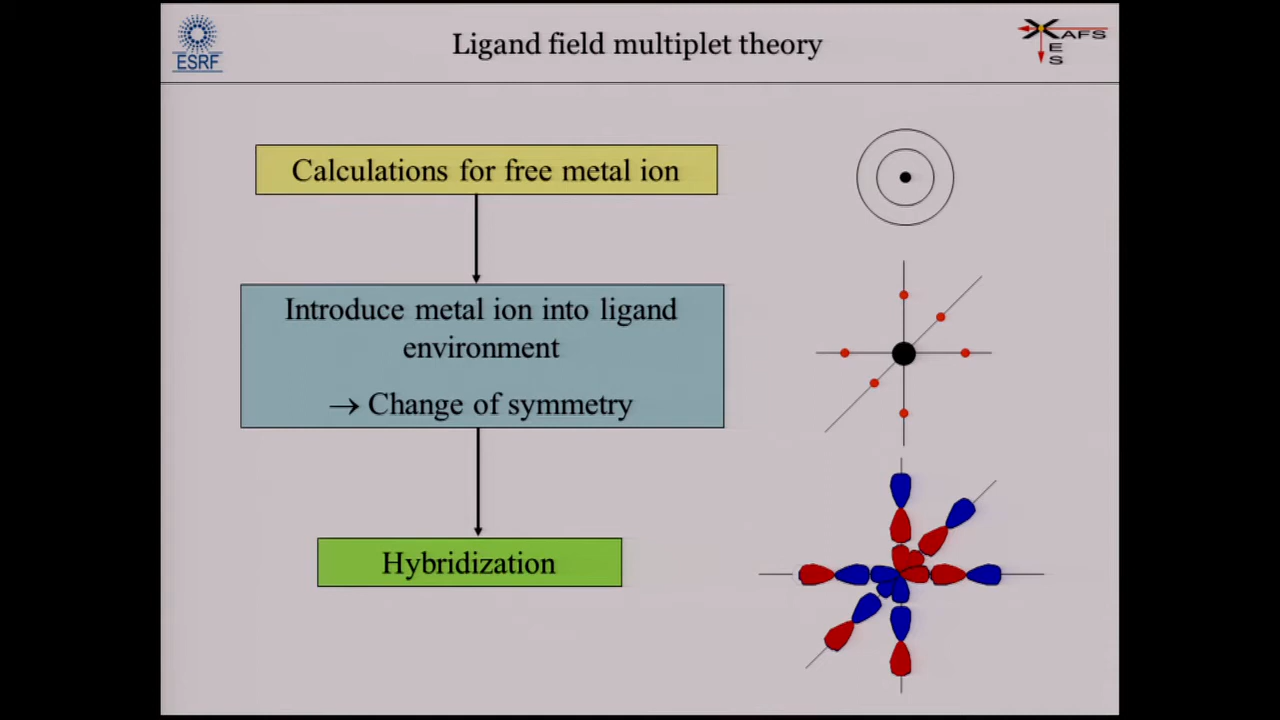 ESRF
Ligand field multiplet theory
XAFS
E
S
Calculations for free metal ion
Introduce metal ion into ligand
environment
→ Change of symmetry
Hybridization